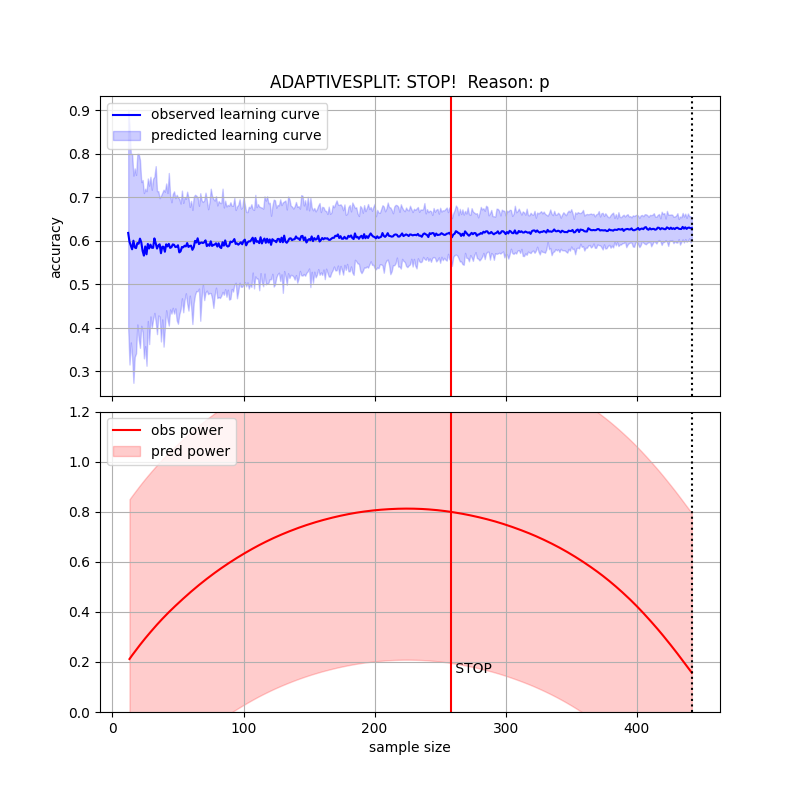 ADAPTIVESPLIT: STOP!  Reason: p
0.9
0.8
0.7
0.6
0.5
0.4
0.3
accuracy
observed learning curve
predicted learning curve
1.2
1.0
0.8
0.6
0.4
0.2
0.0
obs power
pred power
STOP
0
100
200
300
400
sample size